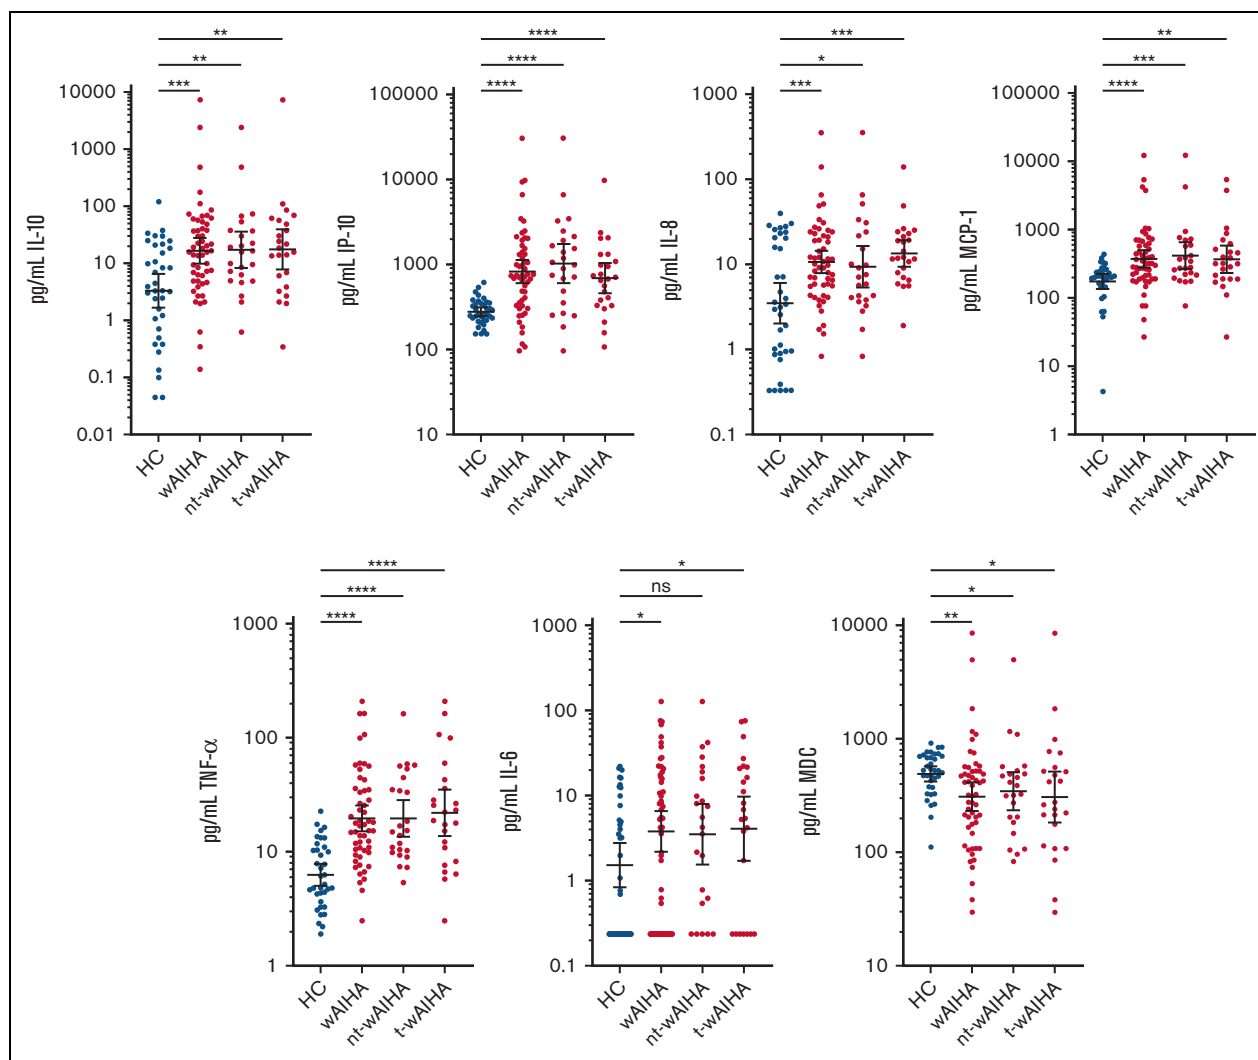 **
**
***
pg/mL IL-10
10000
1000
100
10
1
0.1
0.01
HC
wAIHA
nt-wAIHA
t-wAIHA
****
****
****
pg/mL IP-10
100000
10000
1000
100
10
HC
wAIHA
nt-wAIHA
t-wAIHA
***
*
***
pg/mL IL-8
1000
100
10
1
0.1
HC
wAIHA
nt-wAIHA
t-wAIHA
**
***
****
pg/mL MCP-1
100000
10000
1000
100
10
1
HC
wAIHA
nt-wAIHA
t-wAIHA
****
****
****
pg/mL TNF-α
1000
100
10
1
HC
wAIHA
nt-wAIHA
t-wAIHA
*
ns
*
pg/mL IL-6
1000
100
10
1
0.1
HC
wAIHA
nt-wAIHA
t-wAIHA
*
*
**
pg/mL MDC
10000
1000
100
10
HC
wAIHA
nt-wAIHA
t-wAIHA